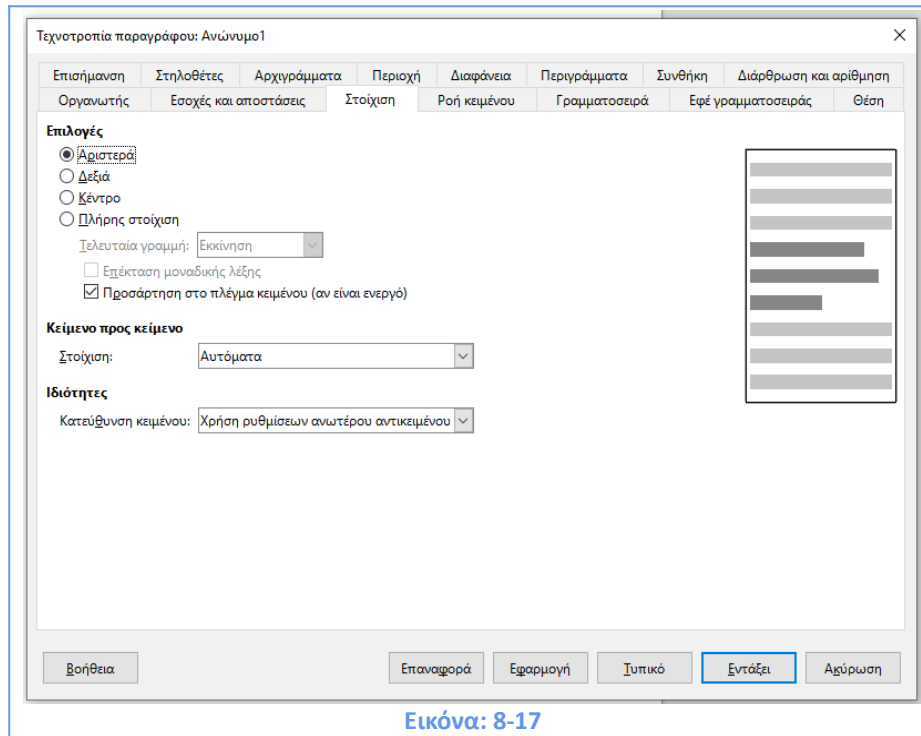 Τεχνοτροπία παραγράφου: Ανώνυμο1
Επισήμανση Στηλοθέτες Αρχιγράμματα Περιοχή Διαφάνεια Περιγράμματα Συνθήκη Διάρθρωση και αρίθμηση
Οργανωτής Εσοχές και αποστάσεις Στοίχιση Ροή κειμένου Γραμματοσειρά Εφέ γραμματοσειράς Θέση
Επιλογές
Αριστερά
Δεξιά
Κέντρο
Πλήρης στοίχιση
Τελευταία γραμμή: Εκκίνηση
Επέκταση μοναδικής λέξης
Προσάρτηση στο πλέγμα κειμένου (αν είναι ενεργό)
Κείμενο προς κείμενο
Στοίχιση: Αυτόματα
Ιδιότητες
Κατεύθυνση κειμένου: Χρήση ρυθμίσεων ανωτέρου αντικειμένου
Βοήθεια Επαναφορά Εφαρμογή Τυπικό Εντάξει Ακύρωση
Εικόνα: 8-17